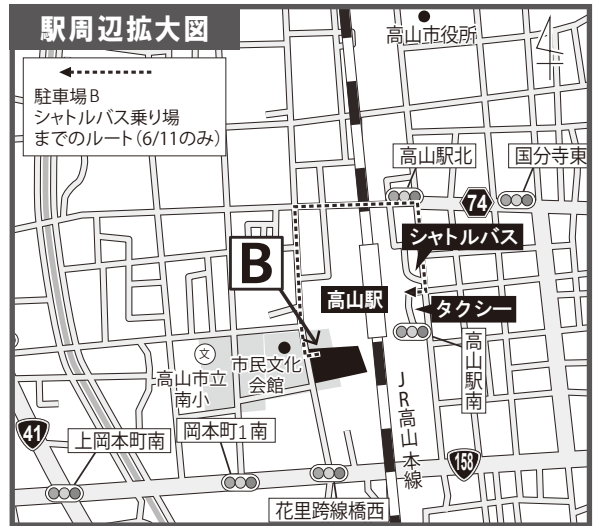 駅周辺拡大図
駐車場B
シャトルバス乗り場
までのルート(6/11のみ)
高山市役所
高山駅北
国分寺東
74
シャトルバス
B
高山駅
タクシー
高山駅南
文
市民文化
会館
高山市立
南小
JR高山本線
41
上岡本町南
岡本町1南
158
花里跨線橋西